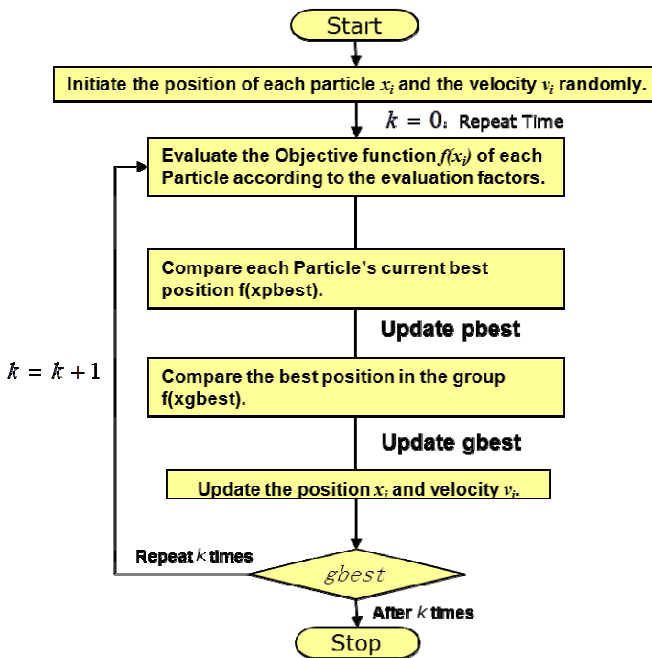 Start
Initiate the position of each particle xᵢ and the velocity vᵢ randomly.
k = 0: Repeat Time
Evaluate the Objective function f(xᵢ) of each
Particle according to the evaluation factors.
Compare each Particle's current best
position f(xpbest).
Update pbest
k = k + 1
Compare the best position in the group
f(xgbest).
Update gbest
Update the position xᵢ and velocity vᵢ.
Repeat k times
gbest
After k times
Stop